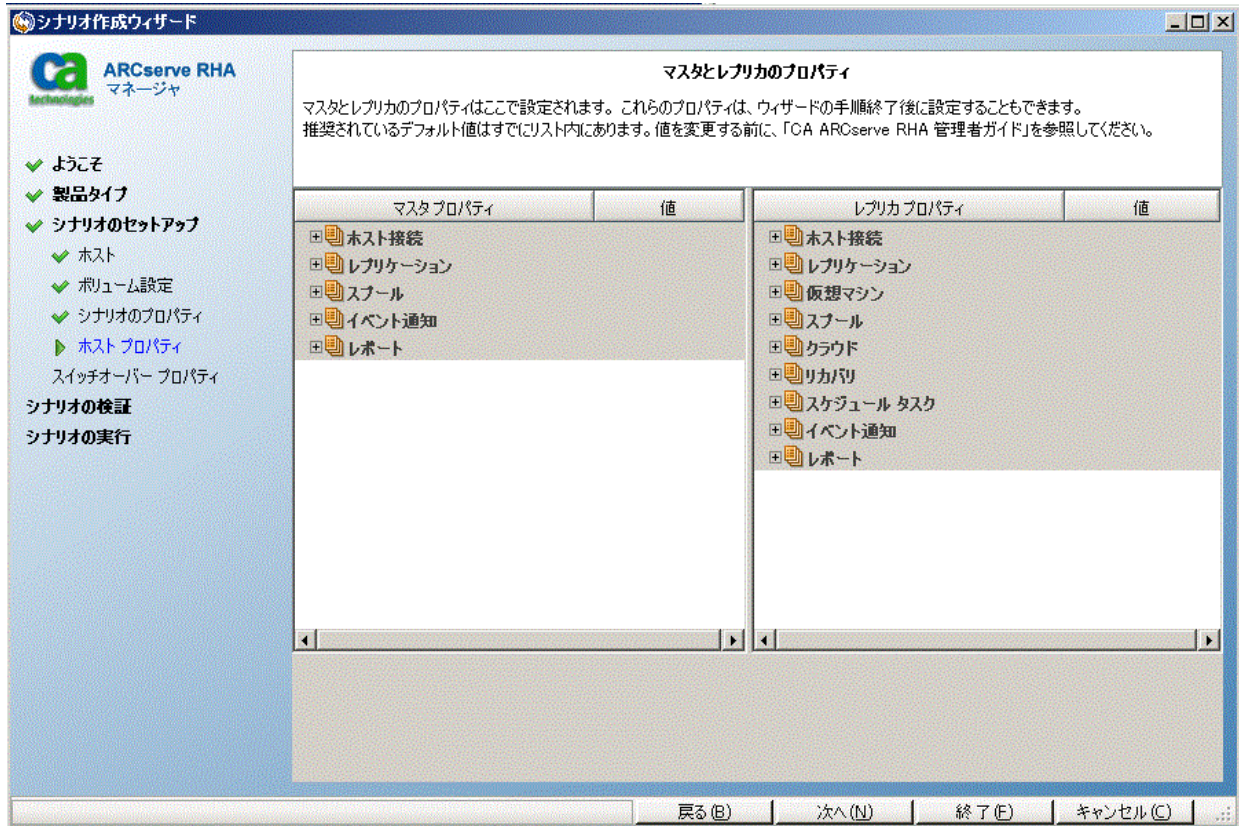 シナリオ作成ウィザード
ca
technologies
ARCserve RHA
マネージャ
ようこそ
製品タイプ
シナリオのセットアップ
ホスト
ボリューム設定
シナリオのプロパティ
ホスト プロパティ
スイッチオーバー プロパティ
シナリオの検証
シナリオの実行
マスタとレプリカのプロパティ
マスタとレプリカのプロパティはここで設定されます。これらのプロパティは、ウィザードの手順終了後に設定することもできます。
推奨されているデフォルト値はすでにリスト内にあります。値を変更する前に、「CA ARCserve RHA 管理者ガイド」を参照してください。
マスタ プロパティ 値
ホスト接続
レプリケーション
スプール
イベント通知
レポート
レプリカ プロパティ 値
ホスト接続
レプリケーション
仮想マシン
スプール
クラウド
リカバリ
スケジュール タスク
イベント通知
レポート
戻る(B) 次へ(N) 終了(F) キャンセル(C)